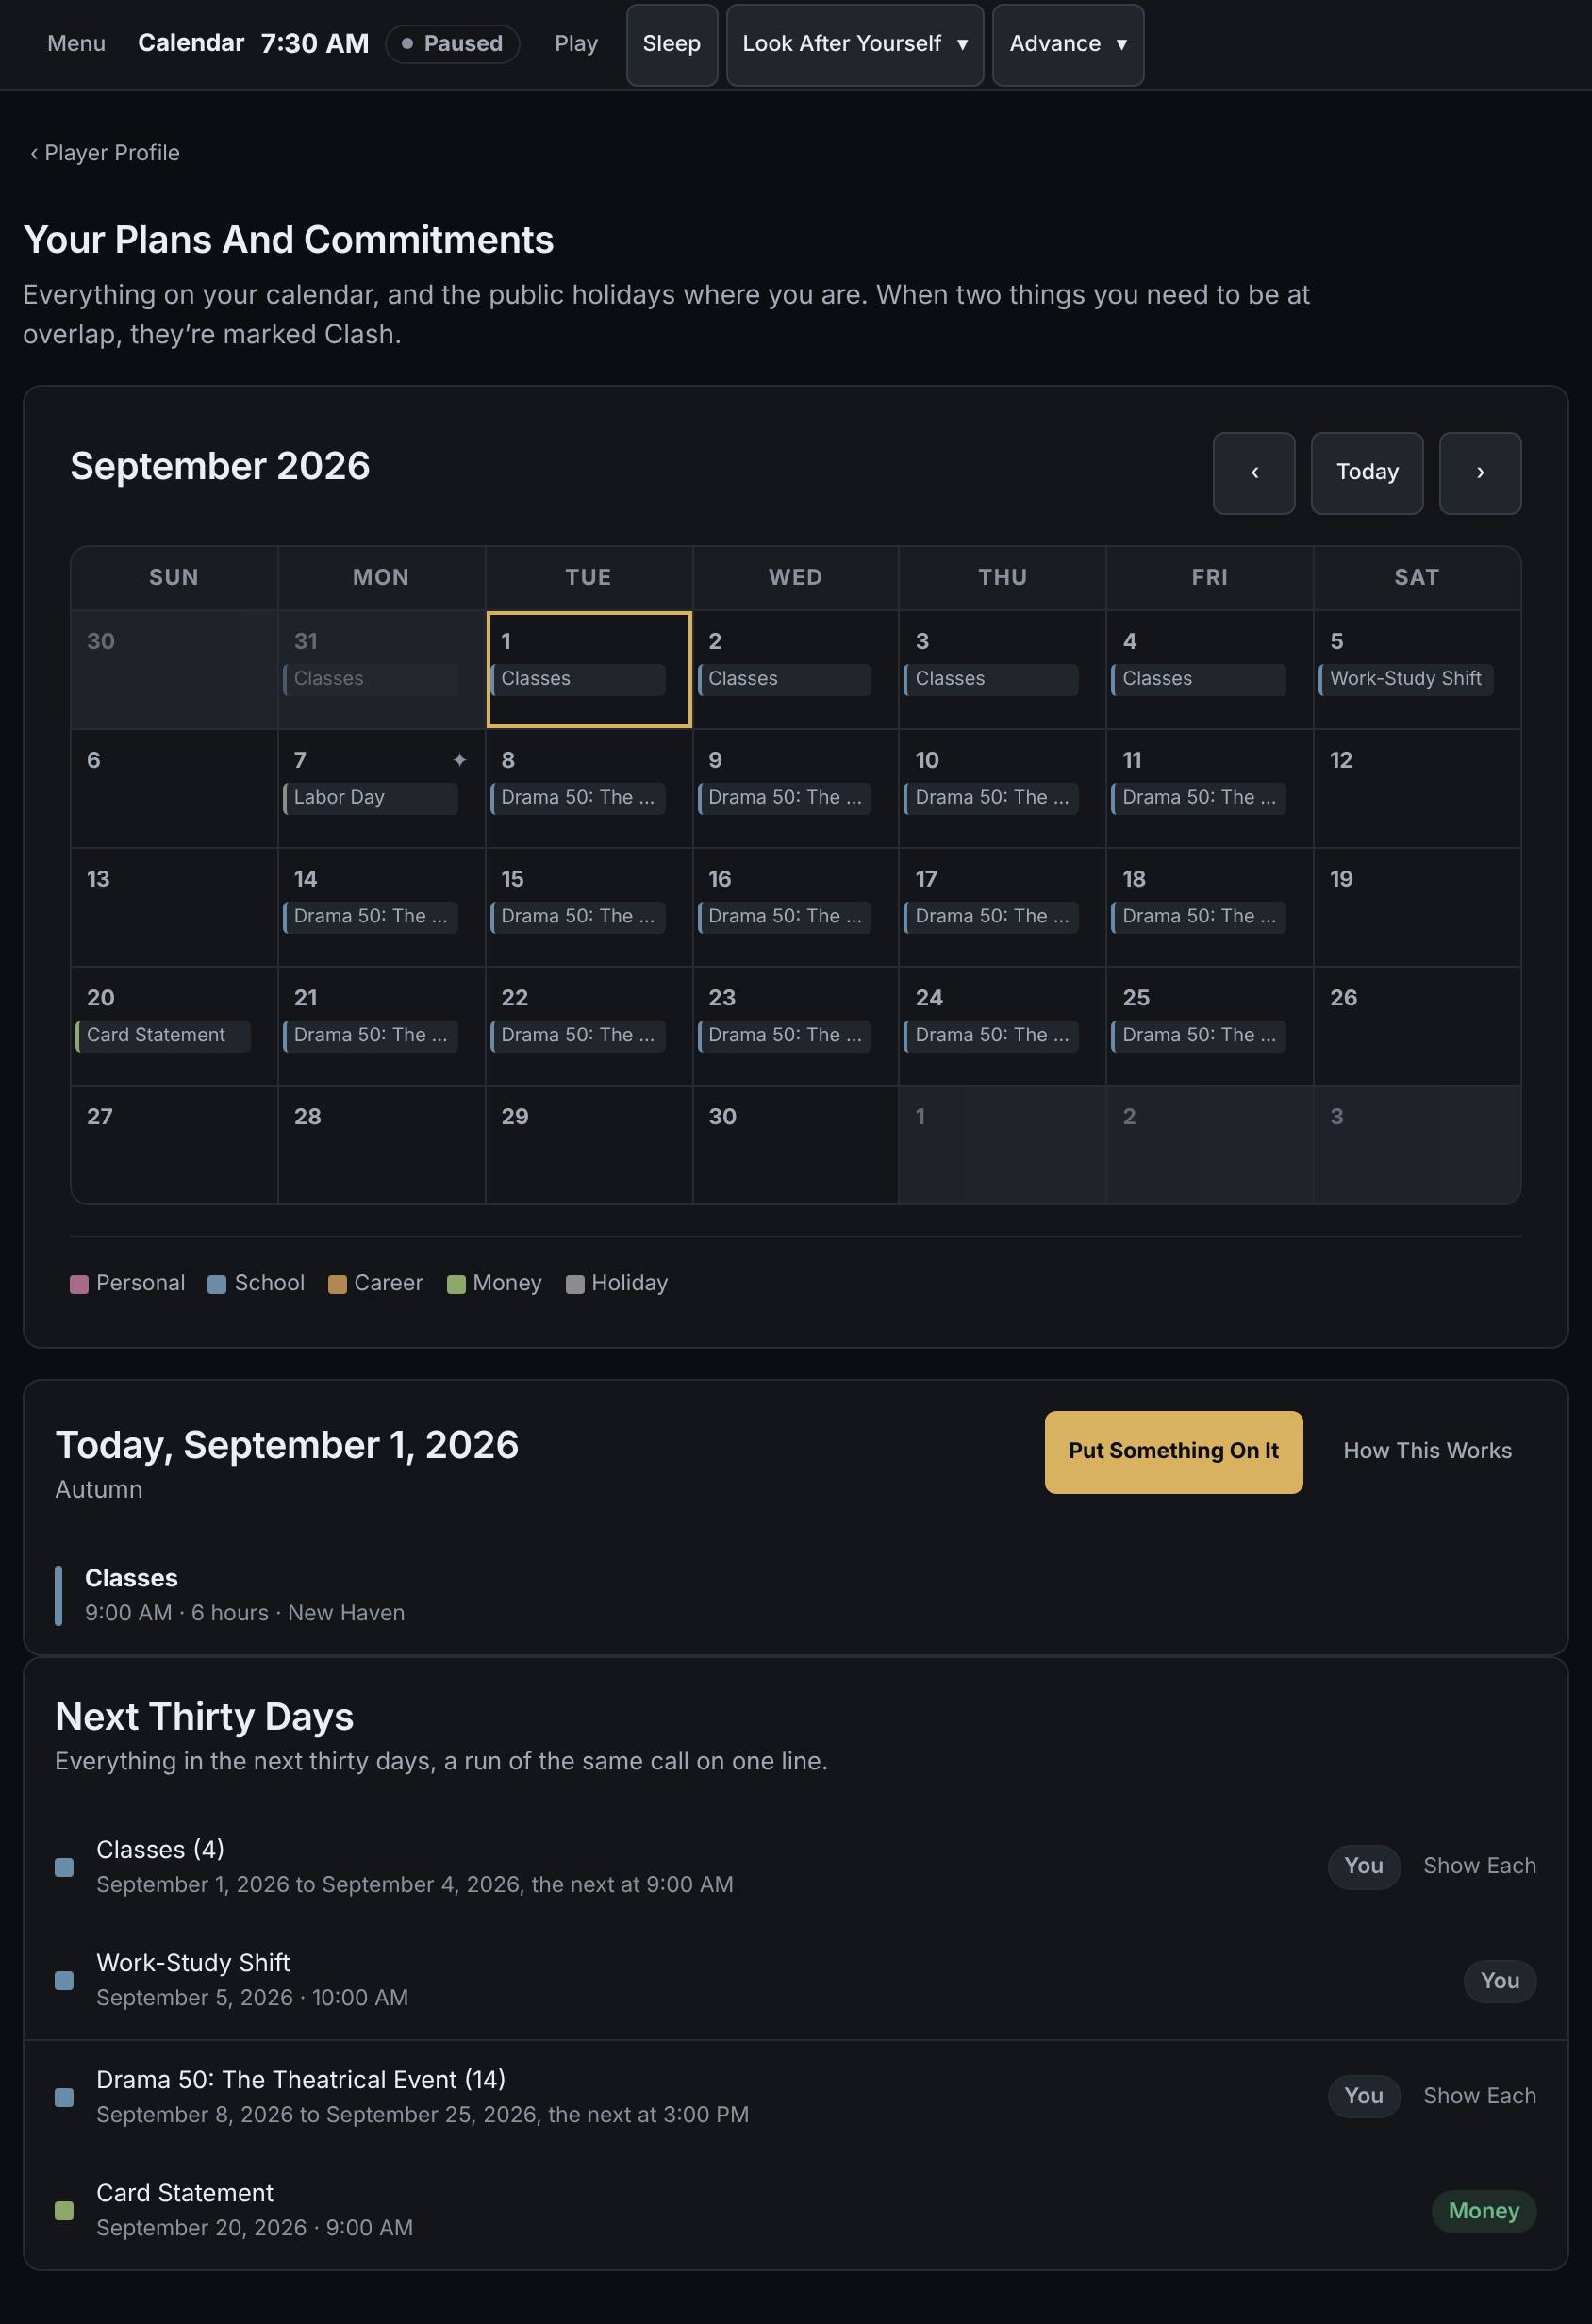 Menu Calendar 7:30 AM Paused Play Sleep Look After Yourself ▾ Advance ▾
‹ Player Profile
Your Plans And Commitments
Everything on your calendar, and the public holidays where you are. When two things you need to be at
overlap, they’re marked Clash.
September 2026 ‹ Today ›
SUN MON TUE WED THU FRI SAT
30 31 1 2 3 4 5
Classes Classes Classes Classes Classes Work-Study Shift
6 7 ✦ 8 9 10 11 12
Labor Day Drama 50: The ... Drama 50: The ... Drama 50: The ... Drama 50: The ...
13 14 15 16 17 18 19
Drama 50: The ... Drama 50: The ... Drama 50: The ... Drama 50: The ... Drama 50: The ...
20 21 22 23 24 25 26
Card Statement Drama 50: The ... Drama 50: The ... Drama 50: The ... Drama 50: The ... Drama 50: The ...
27 28 29 30 1 2 3
Personal School Career Money Holiday
Today, September 1, 2026 Put Something On It How This Works
Autumn
Classes
9:00 AM · 6 hours · New Haven
Next Thirty Days
Everything in the next thirty days, a run of the same call on one line.
Classes (4) You Show Each
September 1, 2026 to September 4, 2026, the next at 9:00 AM
Work-Study Shift You
September 5, 2026 · 10:00 AM
Drama 50: The Theatrical Event (14) You Show Each
September 8, 2026 to September 25, 2026, the next at 3:00 PM
Card Statement Money
September 20, 2026 · 9:00 AM